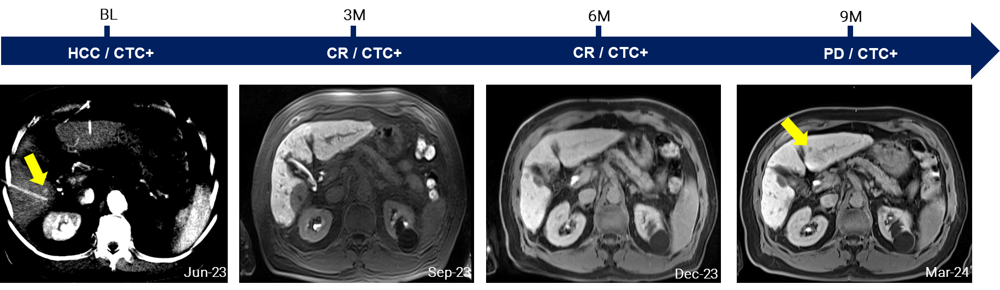 BL
3M
6M
9M
HCC / CTC+
CR / CTC+
CR / CTC+
PD / CTC+
Jun-23
Sep-23
Dec-23
Mar-24